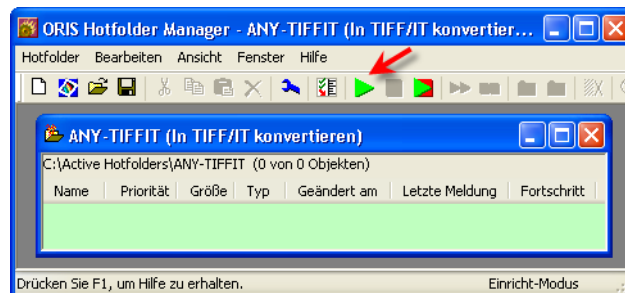 ORIS Hotfolder Manager - ANY-TIFFIT (In TIFF/IT konvertier...
Hotfolder Bearbeiten Ansicht Fenster Hilfe
ANY-TIFFIT (In TIFF/IT konvertieren)
C:\Active Hotfolders\ANY-TIFFIT (0 von 0 Objekten)
Name Priorität Größe Typ Geändert am Letzte Meldung Fortschritt
Drücken Sie F1, um Hilfe zu erhalten. Einricht-Modus